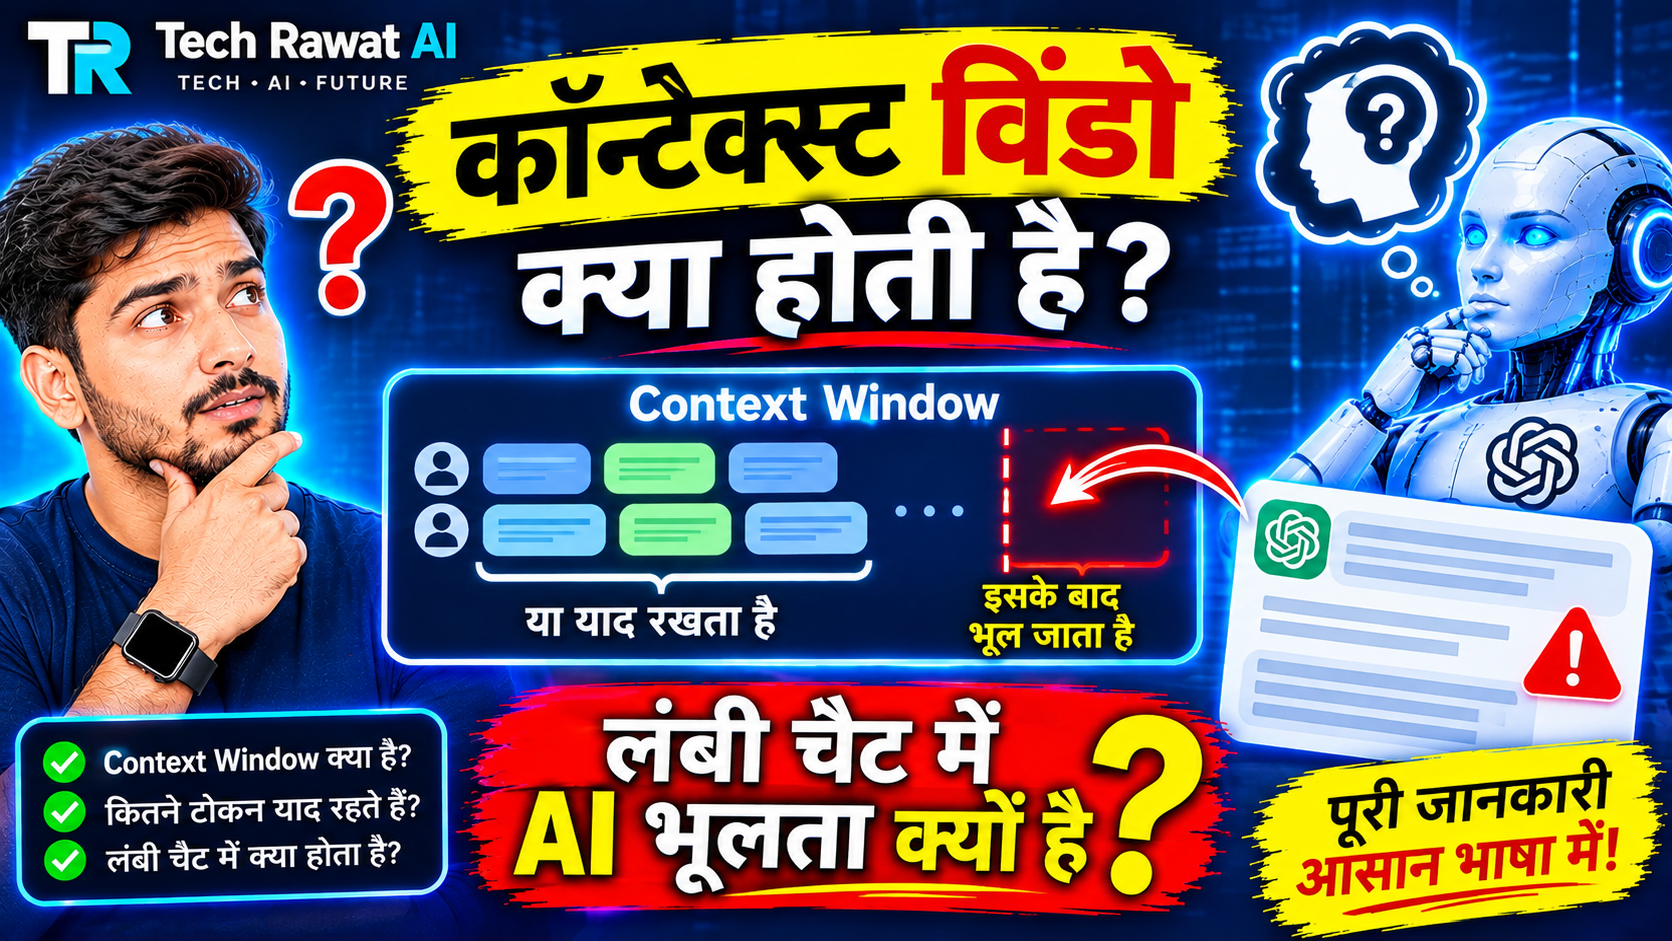 TR Tech Rawat AI
TECH • AI • FUTURE
कॉन्टैक्स्ट विंडो
क्या होती है?
?
?
Context Window
या याद रखता है
इसके बाद
भूल जाता है
Context Window क्या है?
कितने टोकन याद रहते हैं?
लंबी चैट में क्या होता है?
लंबी चैट में
AI भूलता क्यों है?
!
पूरी जानकारी
आसान भाषा में!